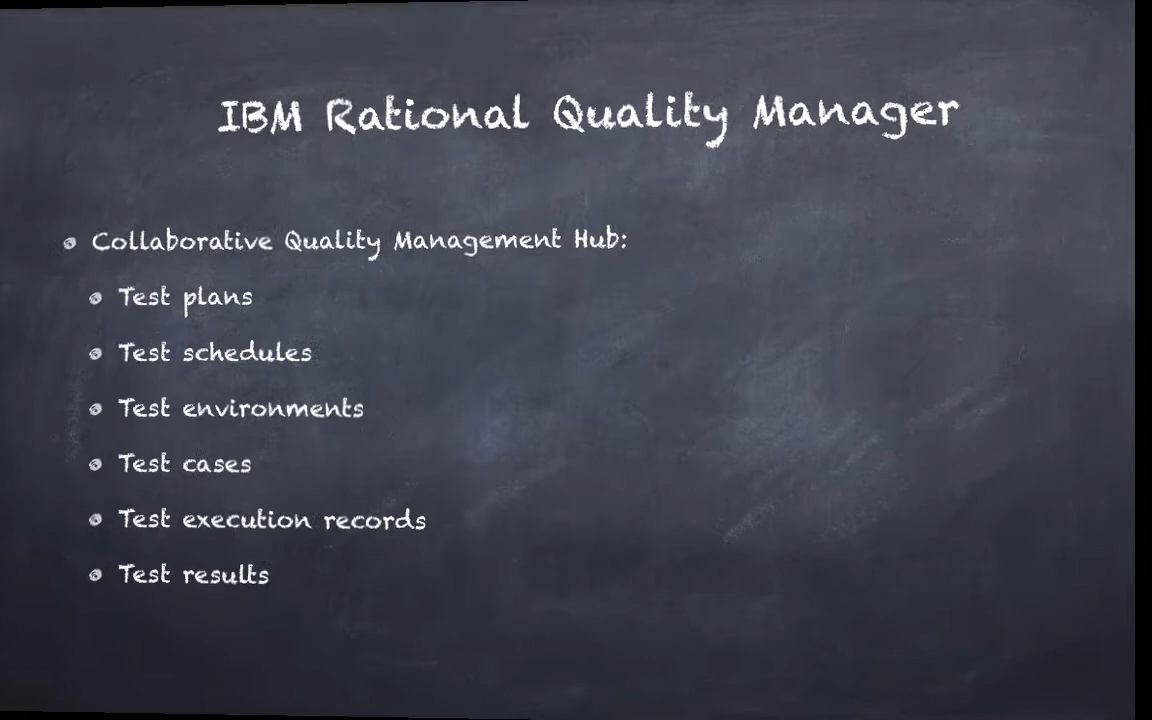 IBM Rational Quality Manager
Collaborative Quality Management Hub:
Test plans
Test schedules
Test environments
Test cases
Test execution records
Test results